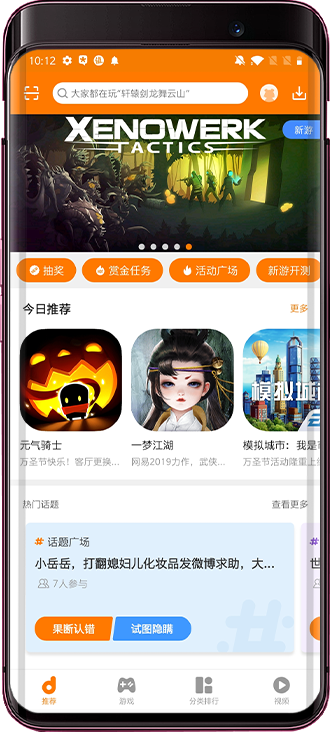 10:12
大家都在玩“轩辕剑龙舞云山”
XENOWERK
TACTICS
新游
抽奖
赏金任务
活动广场
新游开测
今日推荐
更多
元气骑士
万圣节快乐！客厅更换...
一梦江湖
网易2019力作，武侠...
模拟城市：我是
万圣节活动隆重上
热门话题
查看更多
# 话题广场
小岳岳，打翻媳妇儿化妆品发微博求助，大...
7人参与
果断认错
试图隐瞒
推荐
游戏
分类排行
视频